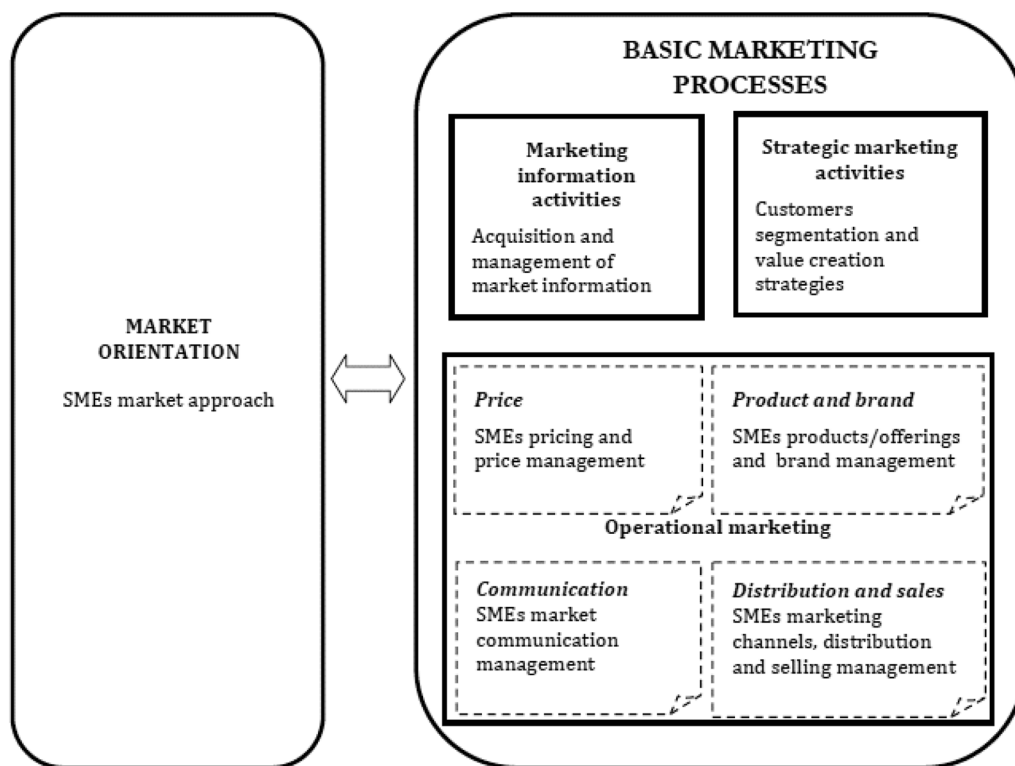 MARKET
ORIENTATION
SMEs market approach
BASIC MARKETING
PROCESSES
Marketing
information
activities
Acquisition and
management of
market information
Strategic marketing
activities
Customers
segmentation and
value creation
strategies
Price
SMEs pricing and
price management
Product and brand
SMEs products/offerings
and brand management
Operational marketing
Communication
SMEs market
communication
management
Distribution and sales
SMEs marketing
channels, distribution
and selling management